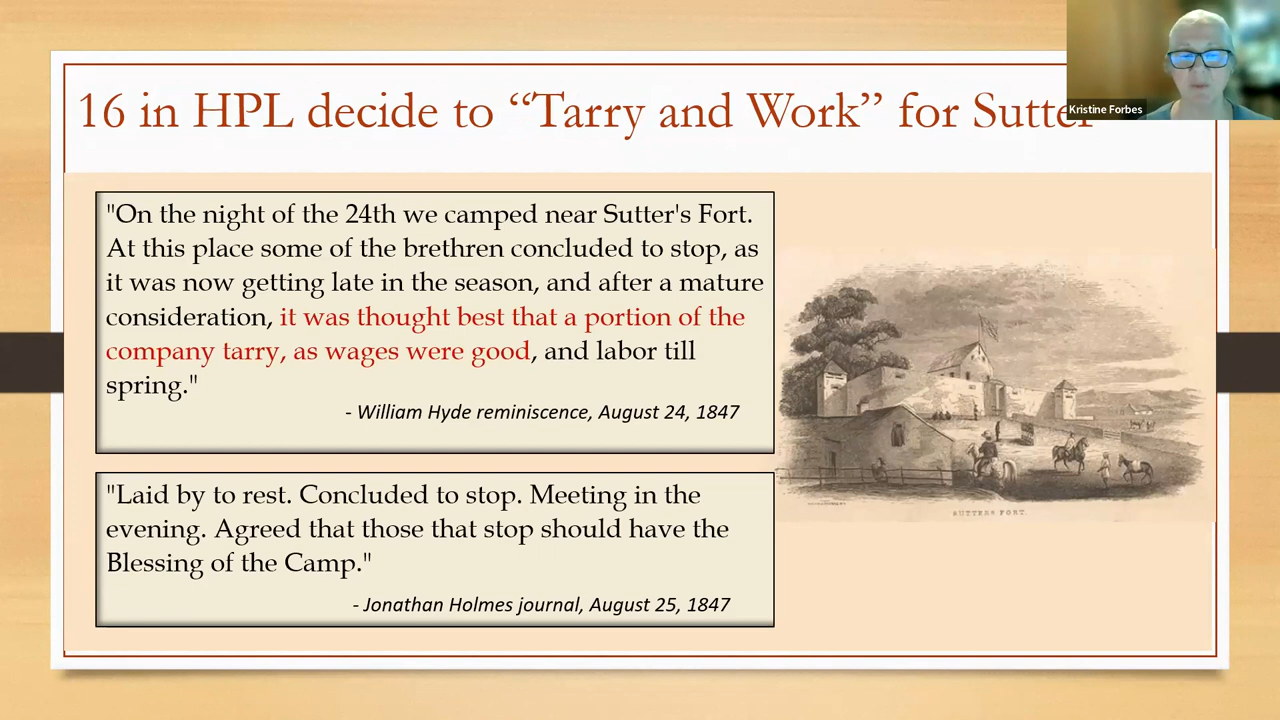 16 in HPL decide to “Tarry and Work” for Sutter
Kristine Forbes
"On the night of the 24th we camped near Sutter's Fort.
At this place some of the brethren concluded to stop, as
it was now getting late in the season, and after a mature
consideration, it was thought best that a portion of the
company tarry, as wages were good, and labor till
spring."
- William Hyde reminiscence, August 24, 1847
"Laid by to rest. Concluded to stop. Meeting in the
evening. Agreed that those that stop should have the
Blessing of the Camp."
- Jonathan Holmes journal, August 25, 1847
SUTTERS FORT.